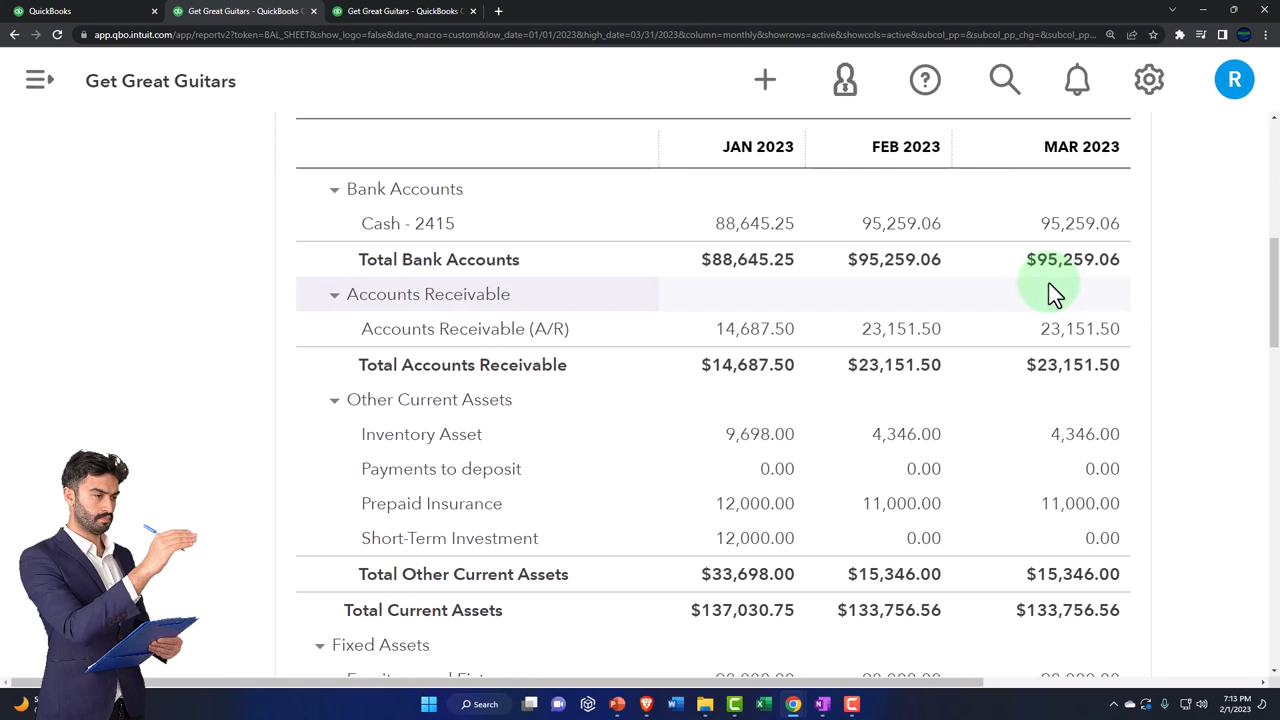 Get Great Guitars - QuickBooks C
Get Great Guitars - QuickBooks C
QuickBooks
app.qbo.intuit.com/app/reportv2?token=BAL_SHEET&show_logo=false&date_macro=custom&low_date=01/01/2023&high_date=03/31/2023&column=monthly&showrows=active&showcols=active&subcol_pp=&subcol_pp_chg=&subcol_pp...
Get Great Guitars
R
JAN 2023 FEB 2023 MAR 2023
Bank Accounts
Cash - 2415 88,645.25 95,259.06 95,259.06
Total Bank Accounts $88,645.25 $95,259.06 $95,259.06
Accounts Receivable
Accounts Receivable (A/R) 14,687.50 23,151.50 23,151.50
Total Accounts Receivable $14,687.50 $23,151.50 $23,151.50
Other Current Assets
Inventory Asset 9,698.00 4,346.00 4,346.00
Payments to deposit 0.00 0.00 0.00
Prepaid Insurance 12,000.00 11,000.00 11,000.00
Short-Term Investment 12,000.00 0.00 0.00
Total Other Current Assets $33,698.00 $15,346.00 $15,346.00
Total Current Assets $137,030.75 $133,756.56 $133,756.56
Fixed Assets
Search
7:13 PM
2/1/2023